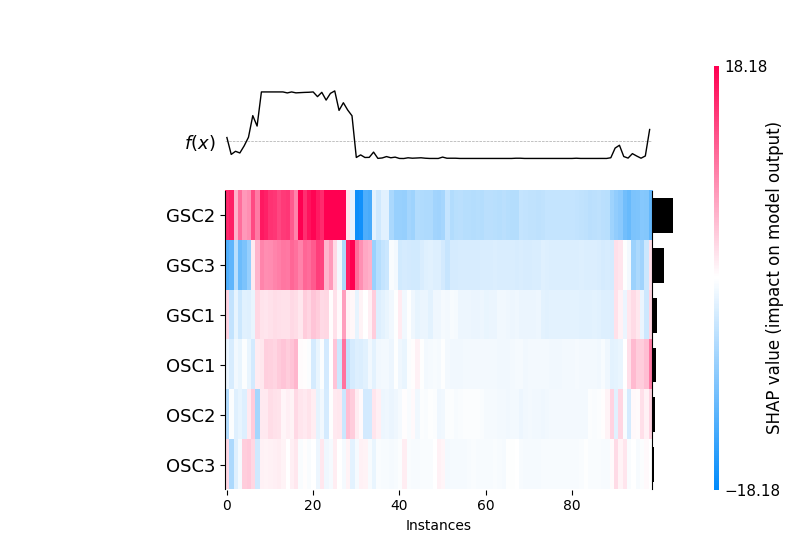 18.18
f(x)
GSC2
GSC3
GSC1
OSC1
OSC2
OSC3
0 20 40 60 80
Instances
−18.18
SHAP value (impact on model output)